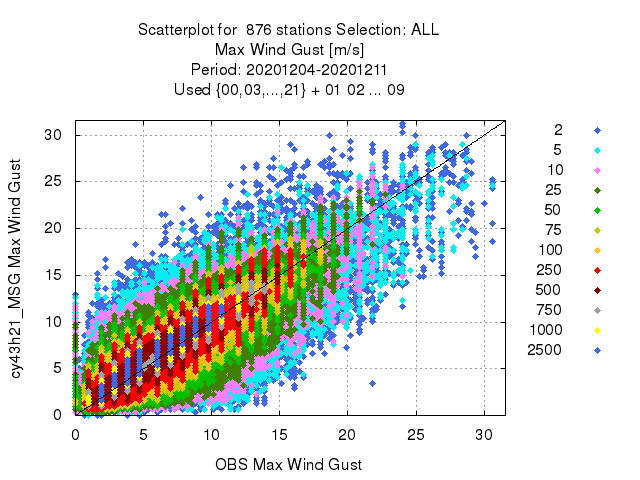 Scatterplot for 876 stations Selection: ALL
Max Wind Gust [m/s]
Period: 20201204-20201211
Used {00,03,...,21} + 01 02 ... 09
cy43h21_MSG Max Wind Gust
30
25
20
15
10
5
0
0 5 10 15 20 25 30
OBS Max Wind Gust
2
5
10
25
50
75
100
250
500
750
1000
2500